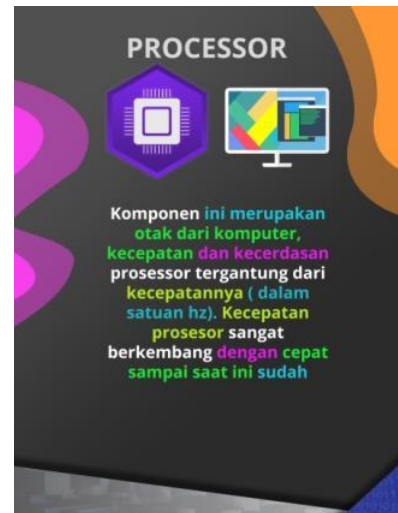 PROCESSOR
Komponen ini merupakan
otak dari komputer,
kecepatan dan kecerdasan
prosessor tergantung dari
kecepatannya ( dalam
satuan hz). Kecepatan
prosesor sangat
berkembang dengan cepat
sampai saat ini sudah